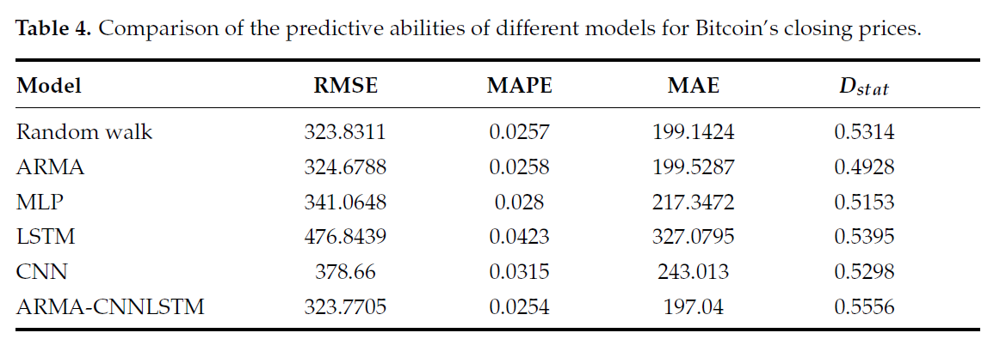 Table 4. Comparison of the predictive abilities of different models for Bitcoin's closing prices.
Model RMSE MAPE MAE Dstat
Random walk 323.8311 0.0257 199.1424 0.5314
ARMA 324.6788 0.0258 199.5287 0.4928
MLP 341.0648 0.028 217.3472 0.5153
LSTM 476.8439 0.0423 327.0795 0.5395
CNN 378.66 0.0315 243.013 0.5298
ARMA-CNNLSTM 323.7705 0.0254 197.04 0.5556